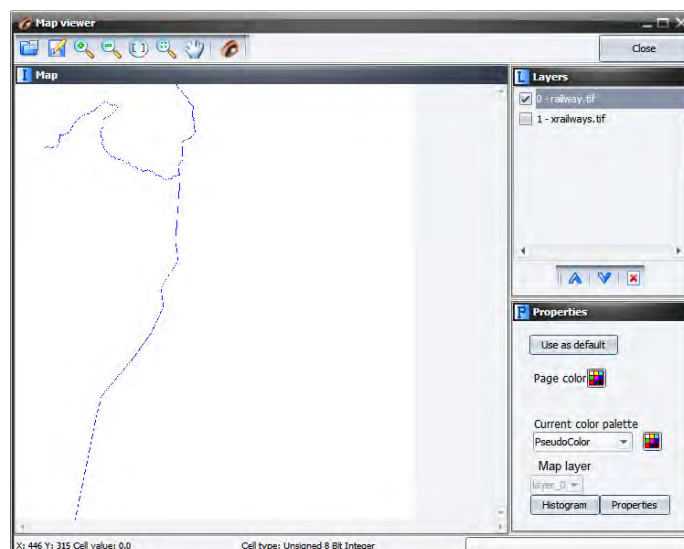 Map viewer
Close
Map
Layers
0 - railway.tif
1 - xrailways.tif
Properties
Use as default
Page color
Current color palette
PseudoColor
Map layer
layer_0
Histogram
Properties
X: 446 Y: 315 Cell value: 0.0
Cell type: Unsigned 8 Bit Integer